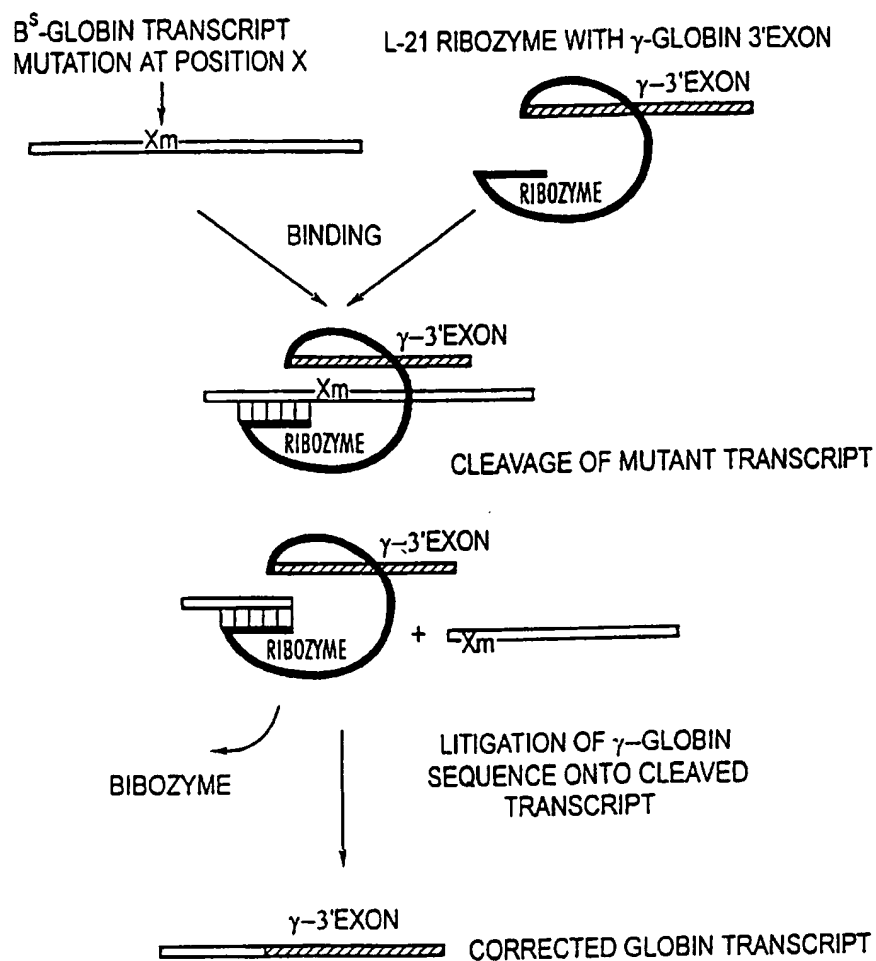 Bˢ-GLOBIN TRANSCRIPT
MUTATION AT POSITION X
L-21 RIBOZYME WITH γ-GLOBIN 3'EXON
γ-3'EXON
Xm
RIBOZYME
BINDING
γ-3'EXON
Xm
RIBOZYME
CLEAVAGE OF MUTANT TRANSCRIPT
γ-3'EXON
RIBOZYME
+
Xm
LITIGATION OF γ-GLOBIN
SEQUENCE ONTO CLEAVED
TRANSCRIPT
BIBOZYME
γ-3'EXON
CORRECTED GLOBIN TRANSCRIPT